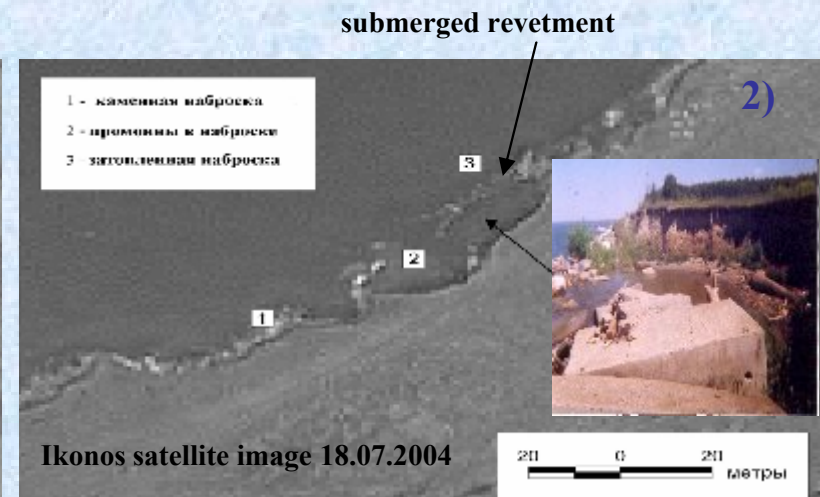 submerged revetment
2)
1 - каменная наброска
2 - промоины в наброске
3 - затопленная наброска
3
2
1
Ikonos satellite image 18.07.2004
20 0 20
метры